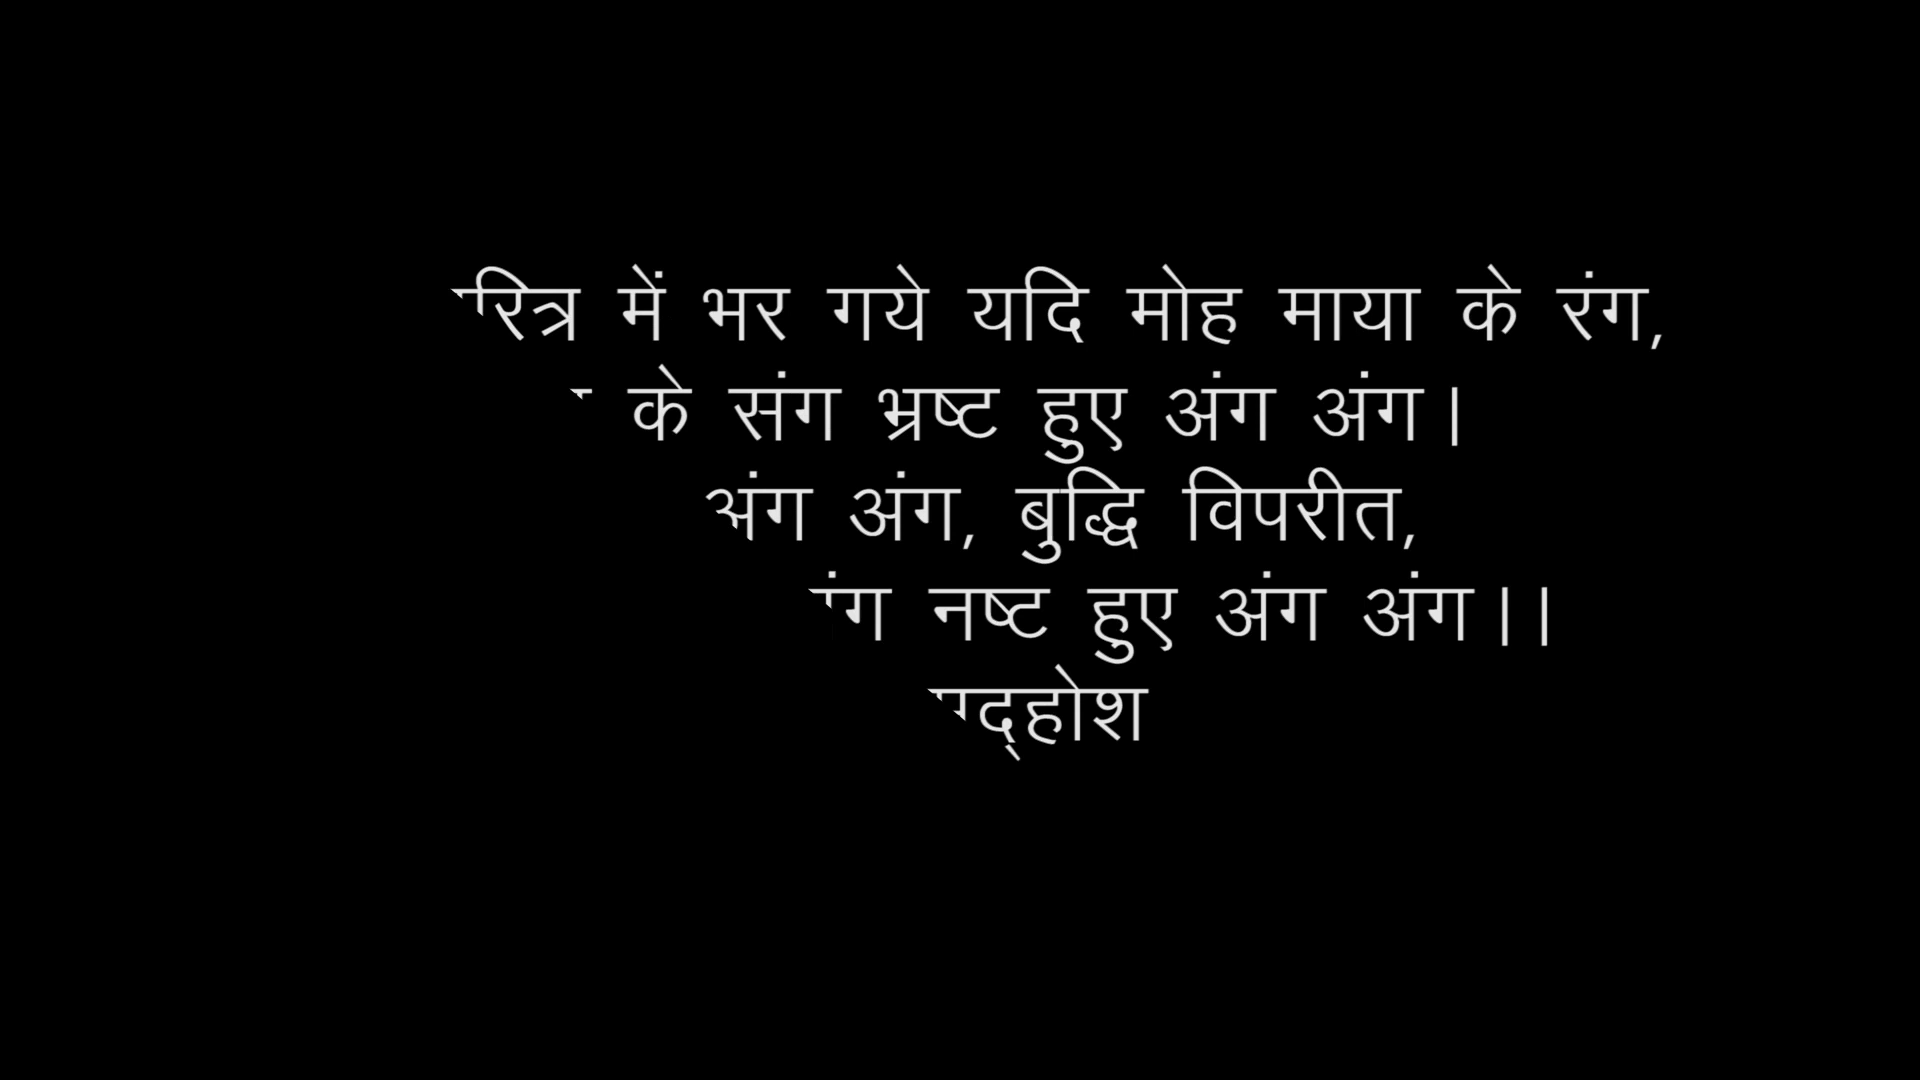 में भर गये यदि मोह माया के रंग,
के संग भ्रष्ट हुए अंग अंग।
अंग अंग, बुद्धि विपरीत,
नष्ट हुए अंग अंग।।